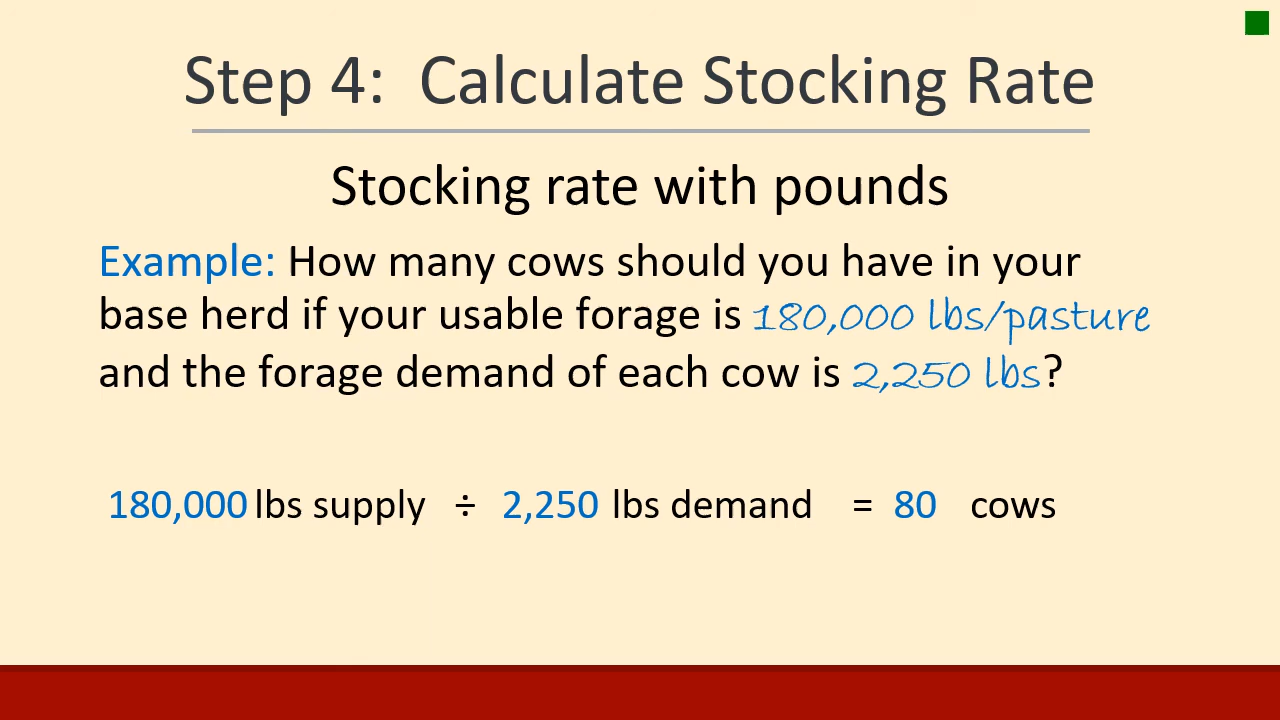 Step 4:  Calculate Stocking Rate
Stocking rate with pounds
Example: How many cows should you have in your
base herd if your usable forage is 180,000 lbs/pasture
and the forage demand of each cow is 2,250 lbs?
180,000 lbs supply ÷ 2,250 lbs demand = 80 cows